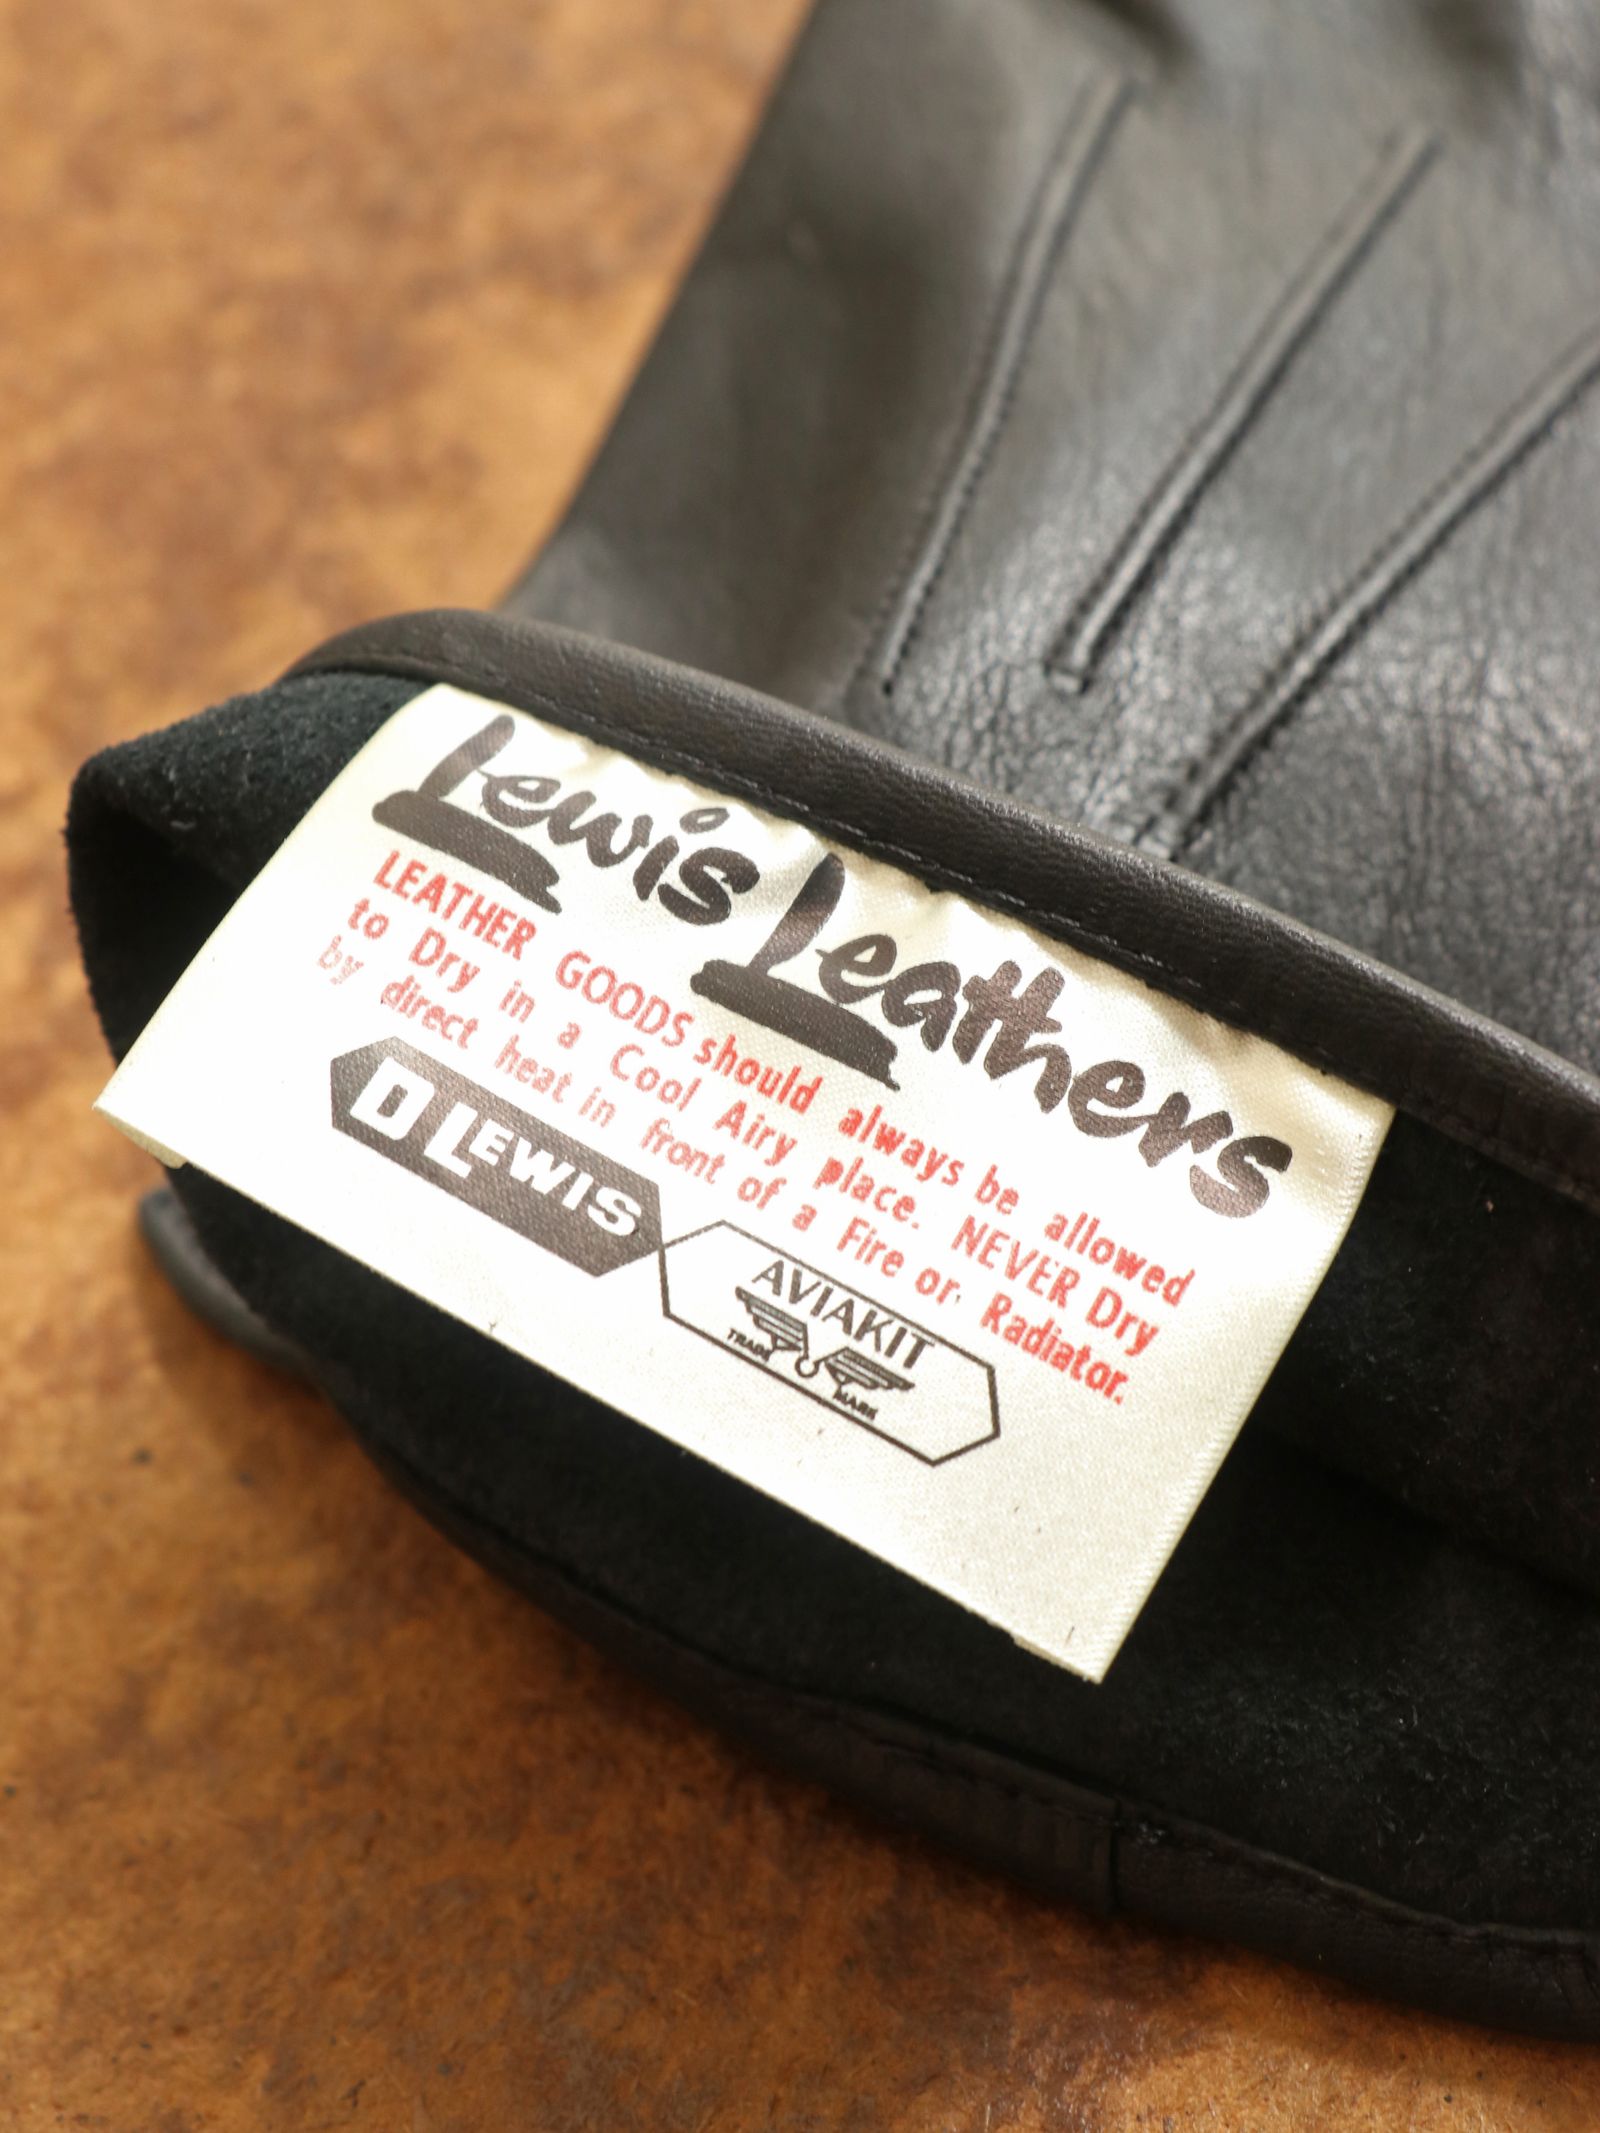 Lewis Leathers
LEATHER GOODS should always be allowed
to Dry in a Cool Airy place. NEVER Dry
by direct heat in front of a Fire or Radiator.
D LEWIS
AVIAKIT
TRADE MARK